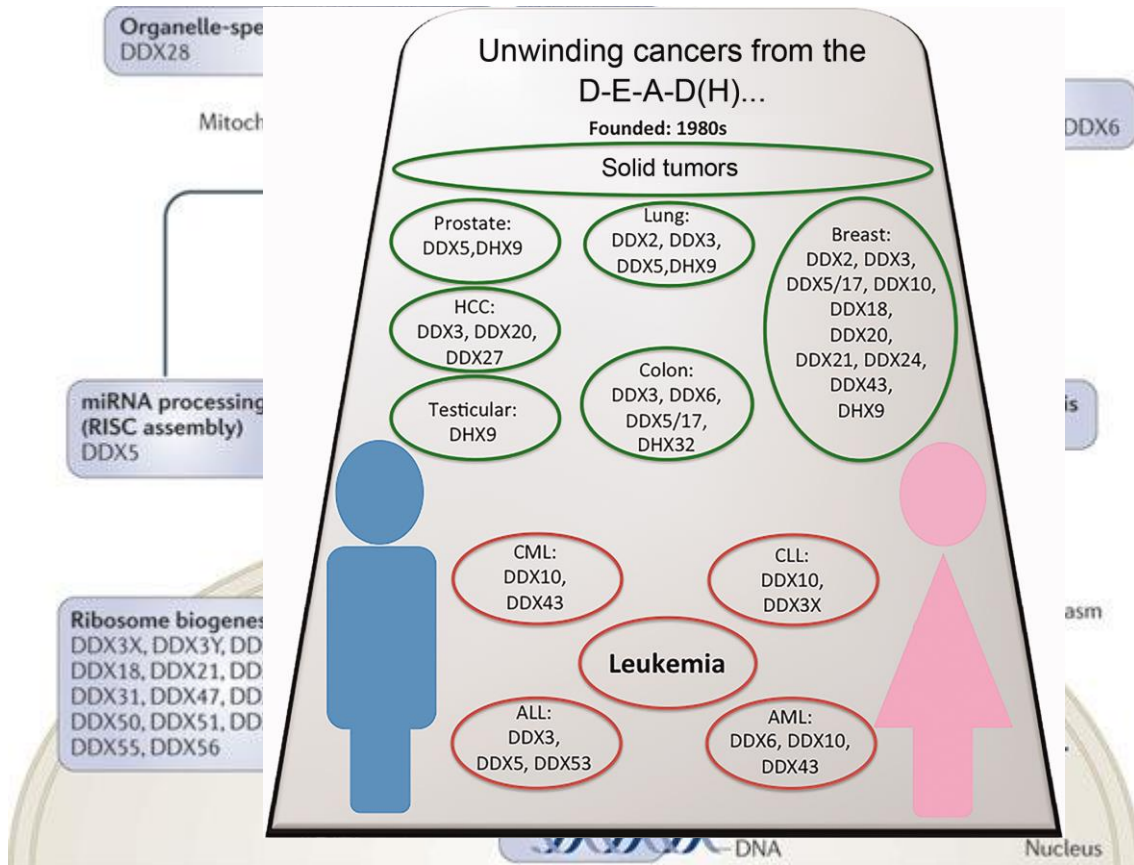 Organelle-spe
DDX28
Mitoch
DDX6
miRNA processing
(RISC assembly)
DDX5
is
Ribosome biogenes
DDX3X, DDX3Y, DD
DDX18, DDX21, DD
DDX31, DDX47, DD
DDX50, DDX51, DD
DDX55, DDX56
asm
DNA
Nucleus
Unwinding cancers from the
D-E-A-D(H)...
Founded: 1980s
Solid tumors
Prostate:
DDX5,DHX9
Lung:
DDX2, DDX3,
DDX5,DHX9
Breast:
DDX2, DDX3,
DDX5/17, DDX10,
DDX18,
DDX20,
DDX21, DDX24,
DDX43,
DHX9
HCC:
DDX3, DDX20,
DDX27
Colon:
DDX3, DDX6,
DDX5/17,
DHX32
Testicular:
DHX9
CML:
DDX10,
DDX43
CLL:
DDX10,
DDX3X
Leukemia
ALL:
DDX3,
DDX5, DDX53
AML:
DDX6, DDX10,
DDX43